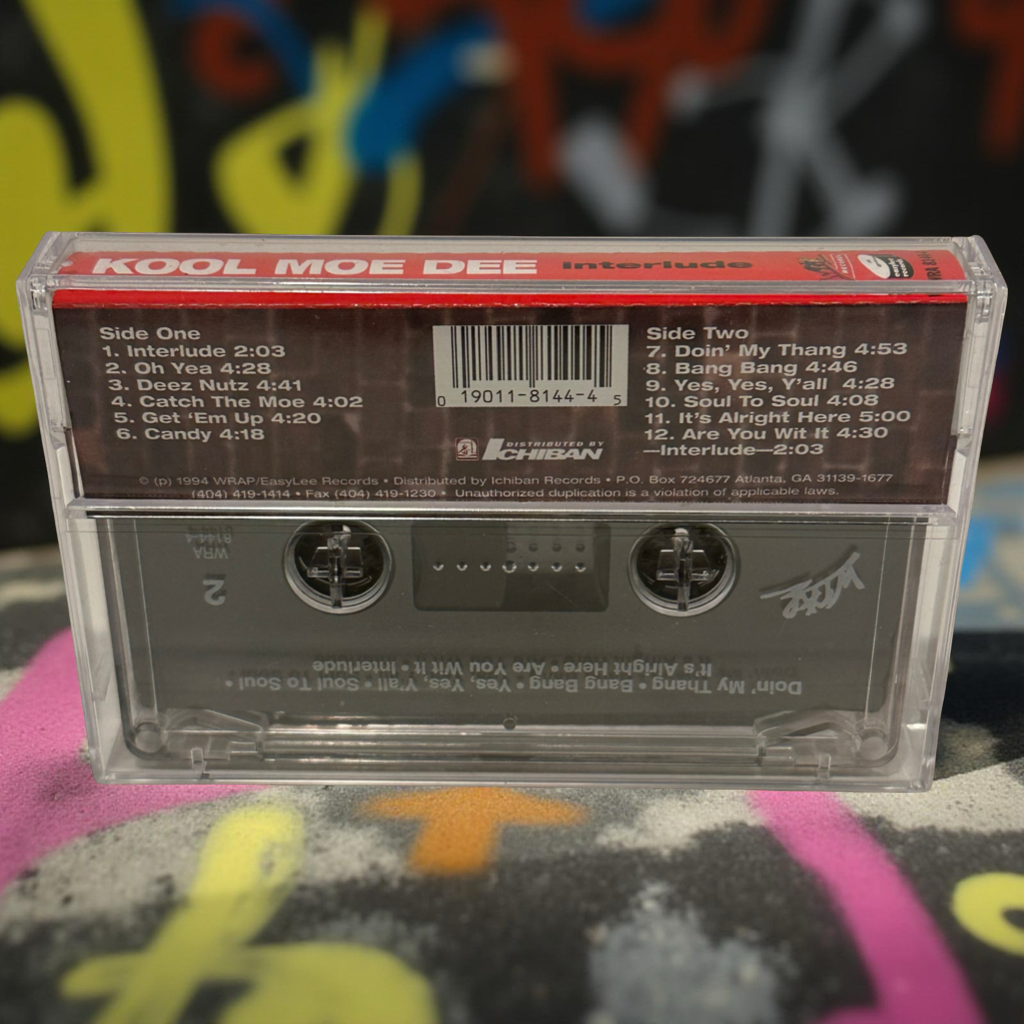 KOOL MOE DEE Interlude WRA 8144
Side One
1. Interlude 2:03
2. Oh Yea 4:28
3. Deez Nutz 4:41
4. Catch The Moe 4:02
5. Get ‘Em Up 4:20
6. Candy 4:18
0 19011-8144-4 5
DISTRIBUTED BY
ICHIBAN
Side Two
7. Doin’ My Thang 4:53
8. Bang Bang 4:46
9. Yes, Yes, Y’all 4:28
10. Soul To Soul 4:08
11. It’s Alright Here 5:00
12. Are You Wit It 4:30
—Interlude—2:03
© (p) 1994 WRAP/EasyLee Records • Distributed by Ichiban Records • P.O. Box 724677 Atlanta, GA 31139-1677
(404) 419-1414 • Fax (404) 419-1230 • Unauthorized duplication is a violation of applicable laws.
WRA
8144-4
2
WRAP
Doin' My Thang • Bang Bang • Yes, Yes, Y'all • Soul To Soul •
It's Alright Here • Are You Wit It • Interlude